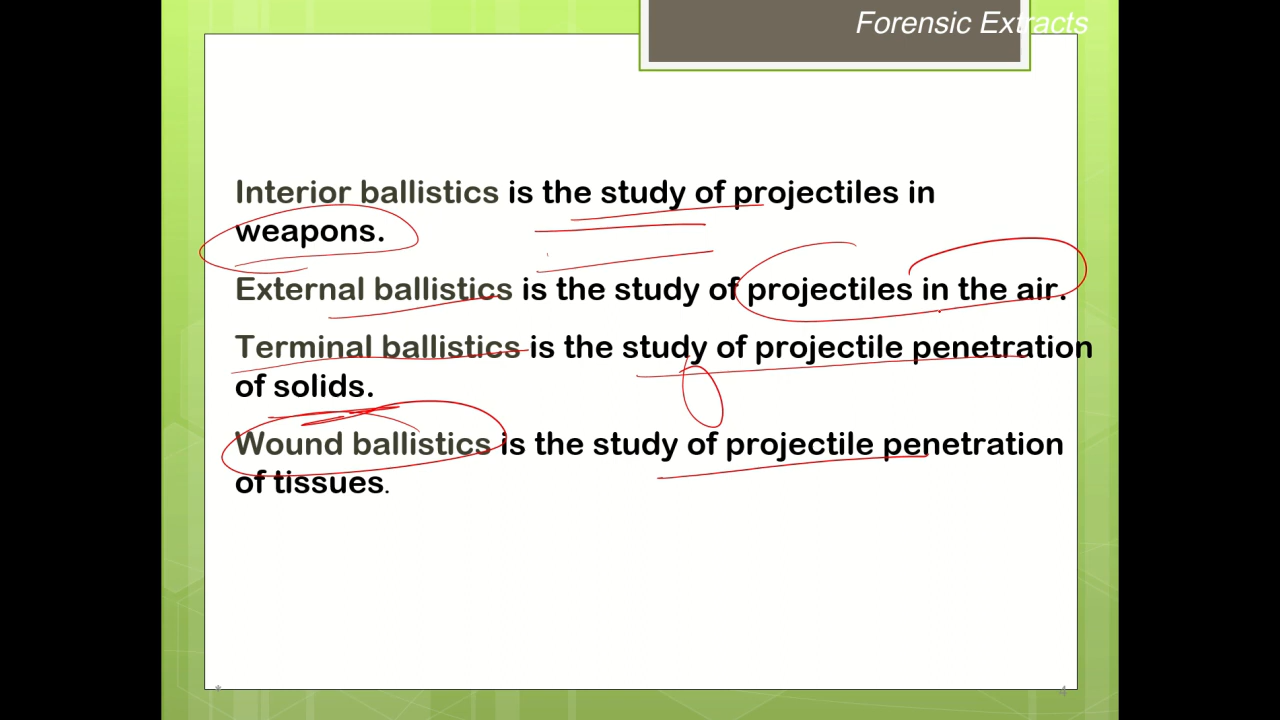 Forensic Extracts
Interior ballistics is the study of projectiles in
weapons.
External ballistics is the study of projectiles in the air.
Terminal ballistics is the study of projectile penetration
of solids.
Wound ballistics is the study of projectile penetration
of tissues.
* 4